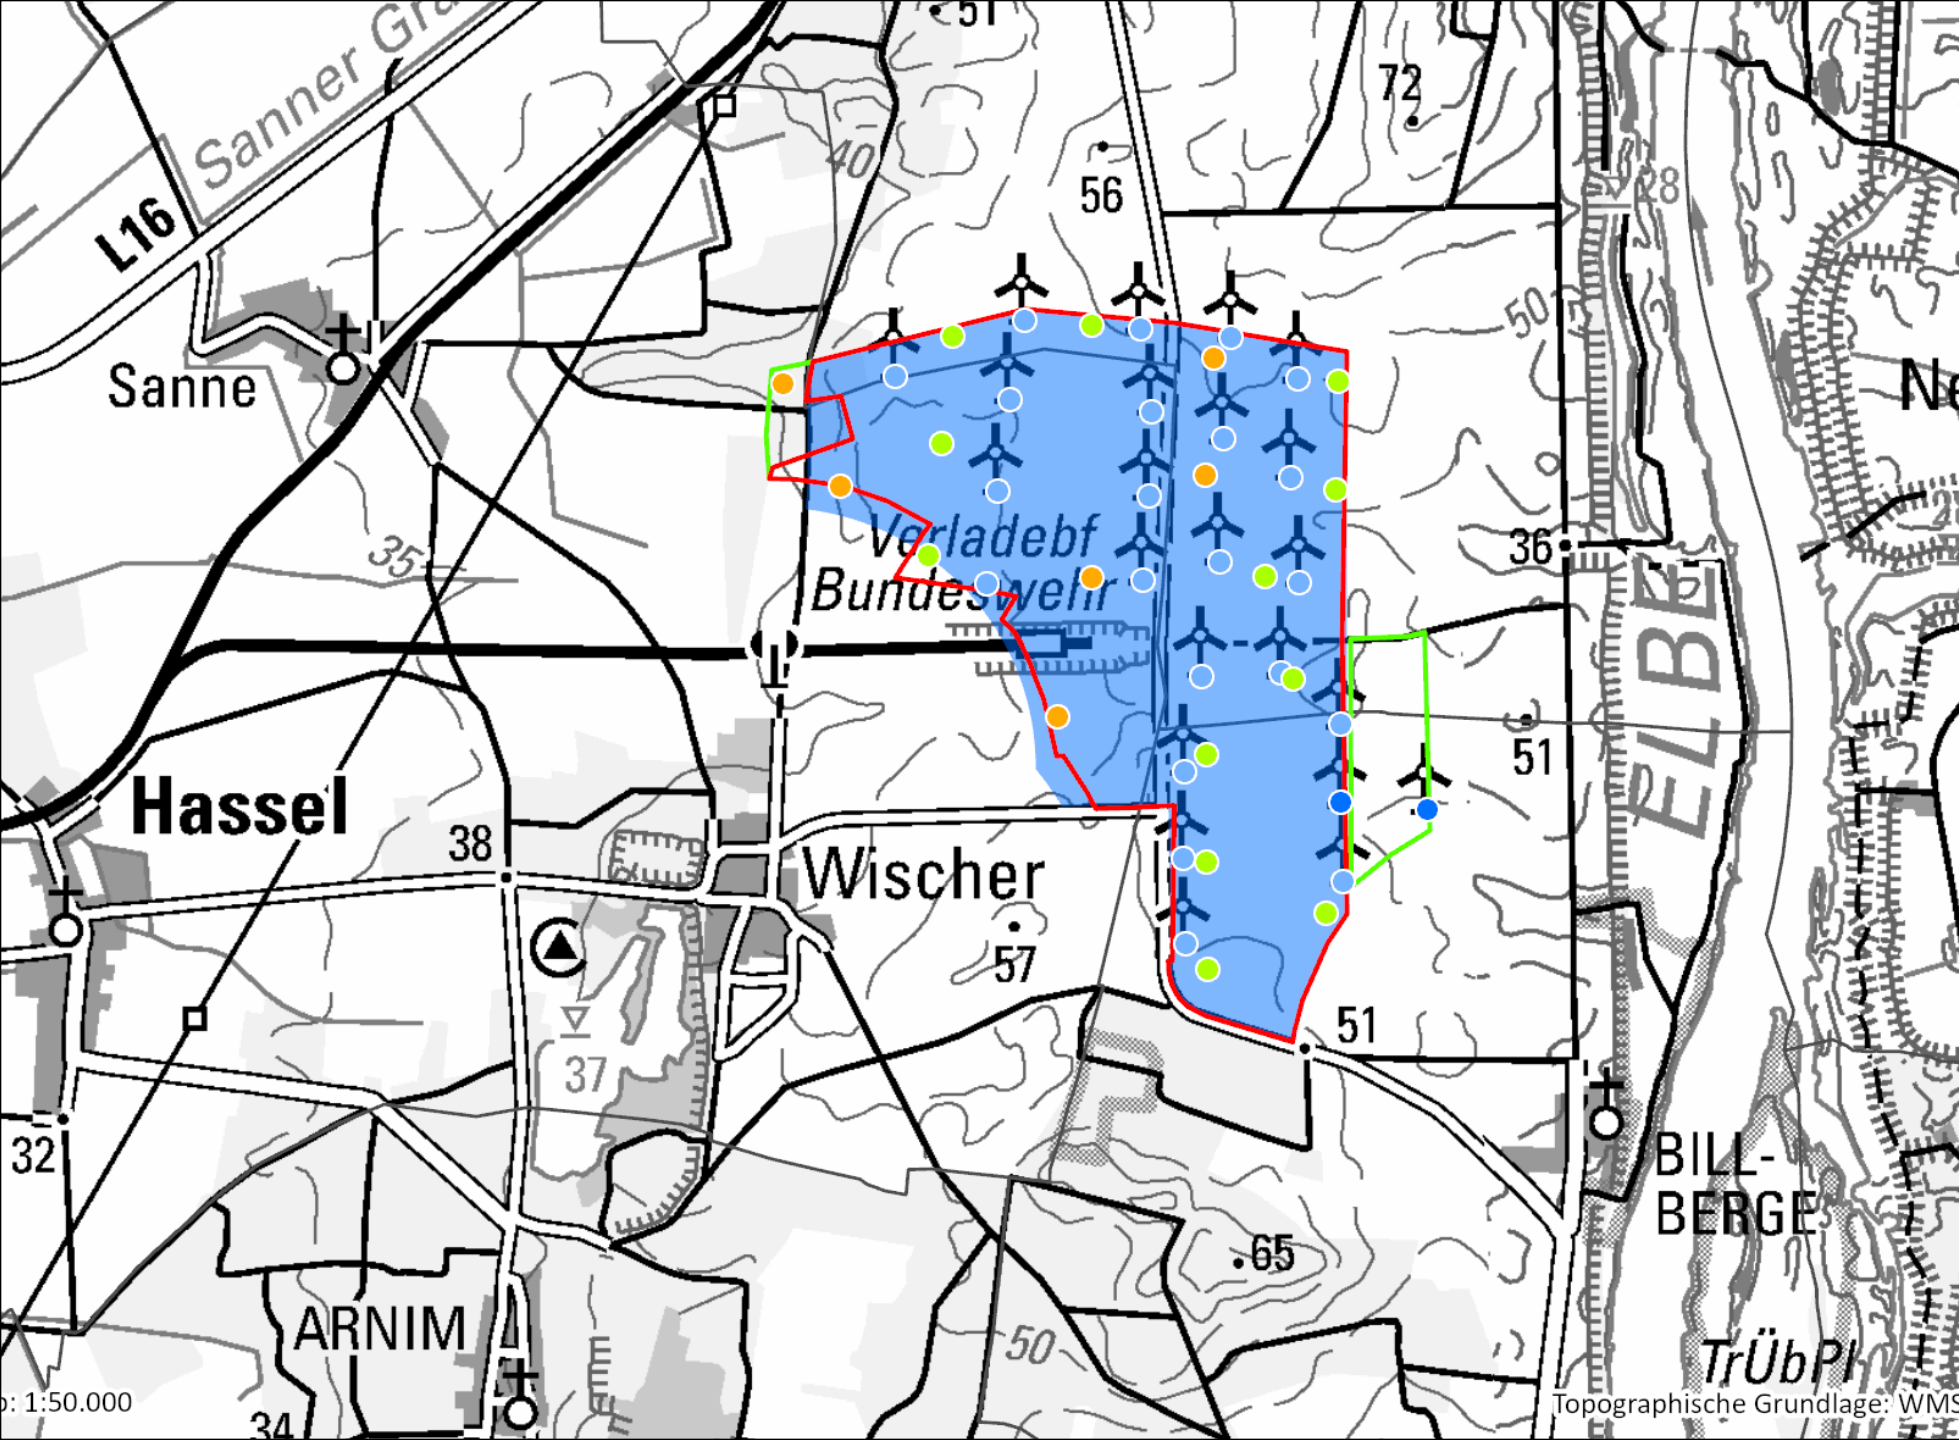 51
Sanner Gra
72
40
L16
28
56
50
Sanne
Ne
35
Verladebf
Bundeswehr
36
ELBE
51
Hassel
38
Wischer
57
51
37
32
BILL-
BERGE
65
ARNIM
50
TrÜbPl
: 1:50.000
34
Topographische Grundlage: WMS